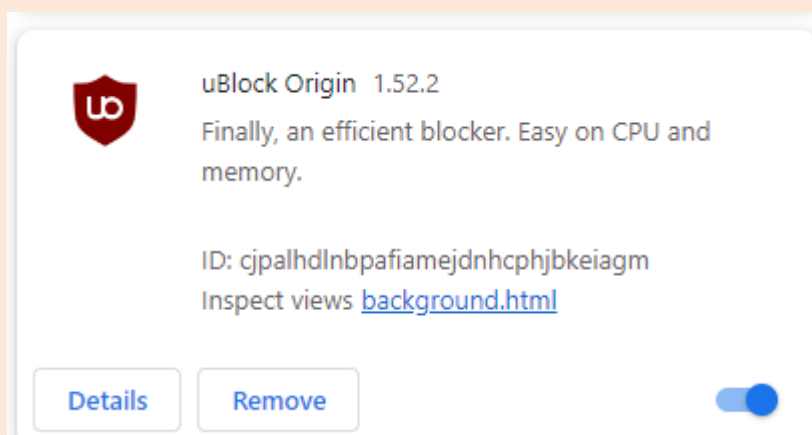 uBlock Origin 1.52.2
Finally, an efficient blocker. Easy on CPU and
memory.
ID: cjpalhdlnbpafiamejdnhcphjbkeiagm
Inspect views background.html
Details
Remove